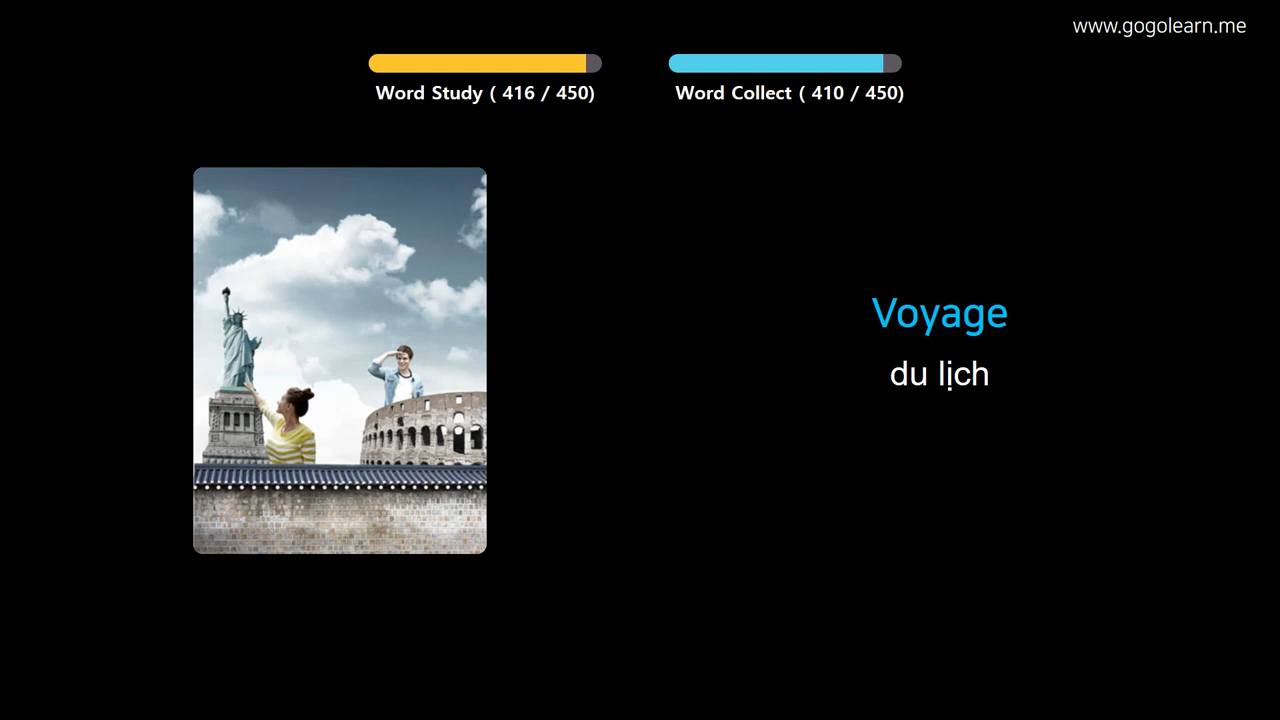 www.gogolearn.me
Word Study ( 416 / 450)
Word Collect ( 410 / 450)
Voyage
du lịch